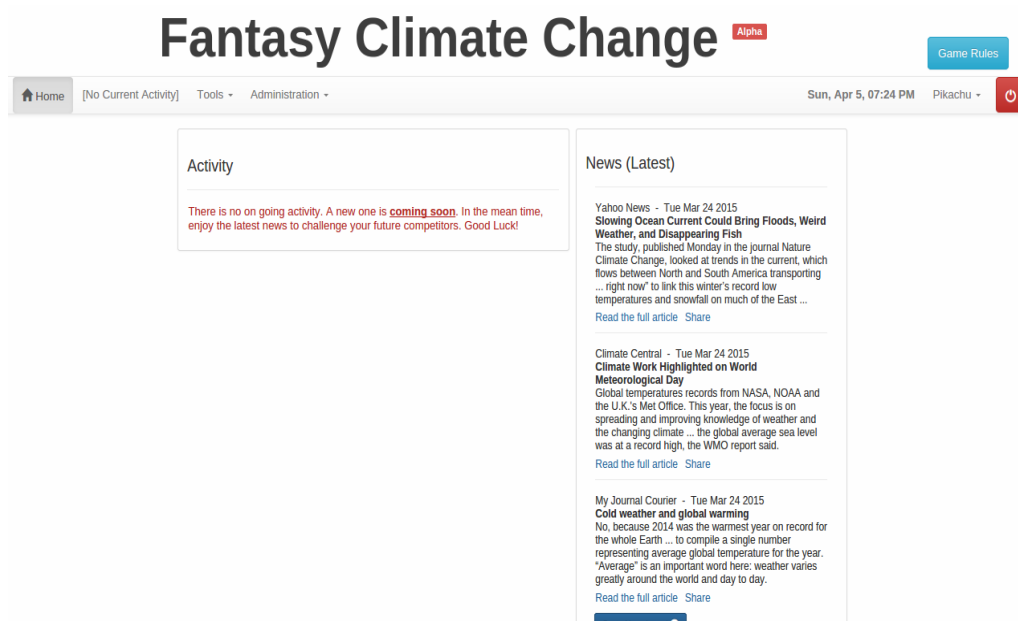 Fantasy Climate Change Alpha
Game Rules
Home [No Current Activity] Tools Administration Sun, Apr 5, 07:24 PM Pikachu
Activity
There is no on going activity. A new one is coming soon. In the mean time,
enjoy the latest news to challenge your future competitors. Good Luck!
News (Latest)
Yahoo News - Tue Mar 24 2015
Slowing Ocean Current Could Bring Floods, Weird
Weather, and Disappearing Fish
The study, published Monday in the journal Nature
Climate Change, looked at trends in the current, which
flows between North and South America transporting
... right now” to link this winter’s record low
temperatures and snowfall on much of the East ...
Read the full article Share
Climate Central - Tue Mar 24 2015
Climate Work Highlighted on World
Meteorological Day
Global temperatures records from NASA, NOAA and
the U.K.'s Met Office. This year, the focus is on
spreading and improving knowledge of weather and
the changing climate ... the global average sea level
was at a record high, the WMO report said.
Read the full article Share
My Journal Courier - Tue Mar 24 2015
Cold weather and global warming
No, because 2014 was the warmest year on record for
the whole Earth ... to compile a single number
representing average global temperature for the year.
“Average” is an important word here: weather varies
greatly around the world and day to day.
Read the full article Share